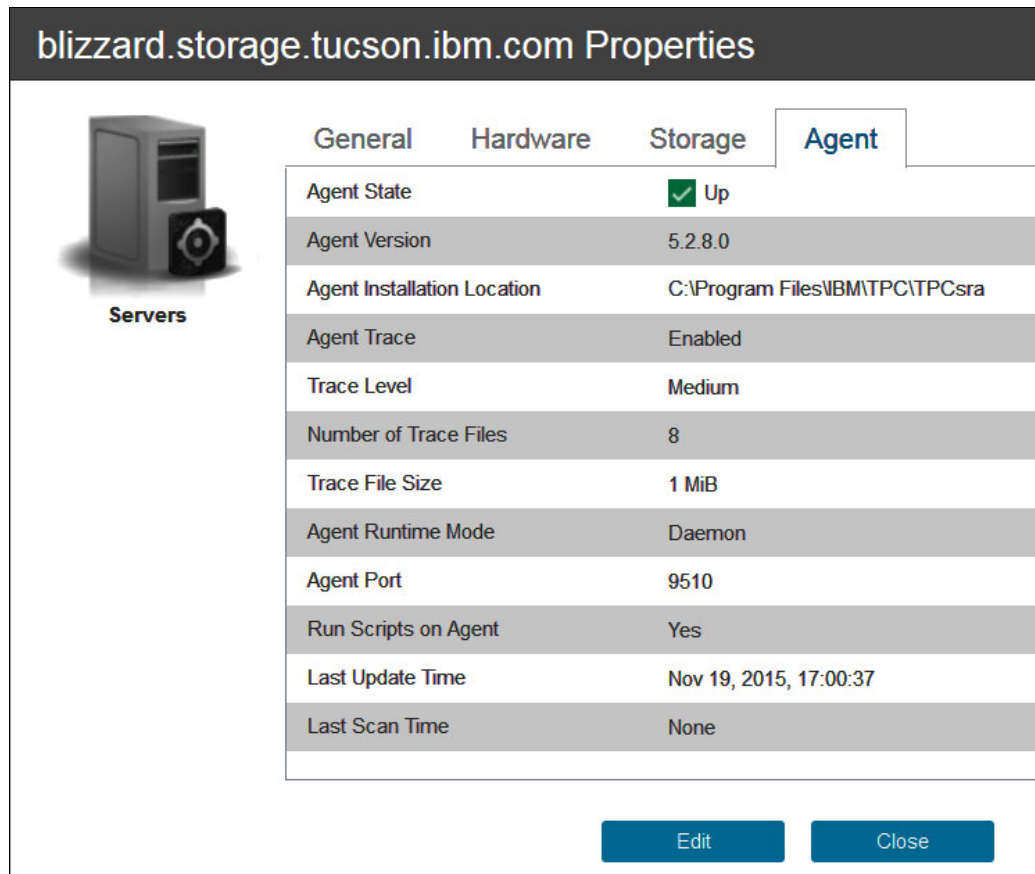 blizzard.storage.tucson.ibm.com Properties
General Hardware Storage Agent
Servers
Agent State Up
Agent Version 5.2.8.0
Agent Installation Location C:\Program Files\IBM\TPC\TPCsra
Agent Trace Enabled
Trace Level Medium
Number of Trace Files 8
Trace File Size 1 MiB
Agent Runtime Mode Daemon
Agent Port 9510
Run Scripts on Agent Yes
Last Update Time Nov 19, 2015, 17:00:37
Last Scan Time None
Edit Close